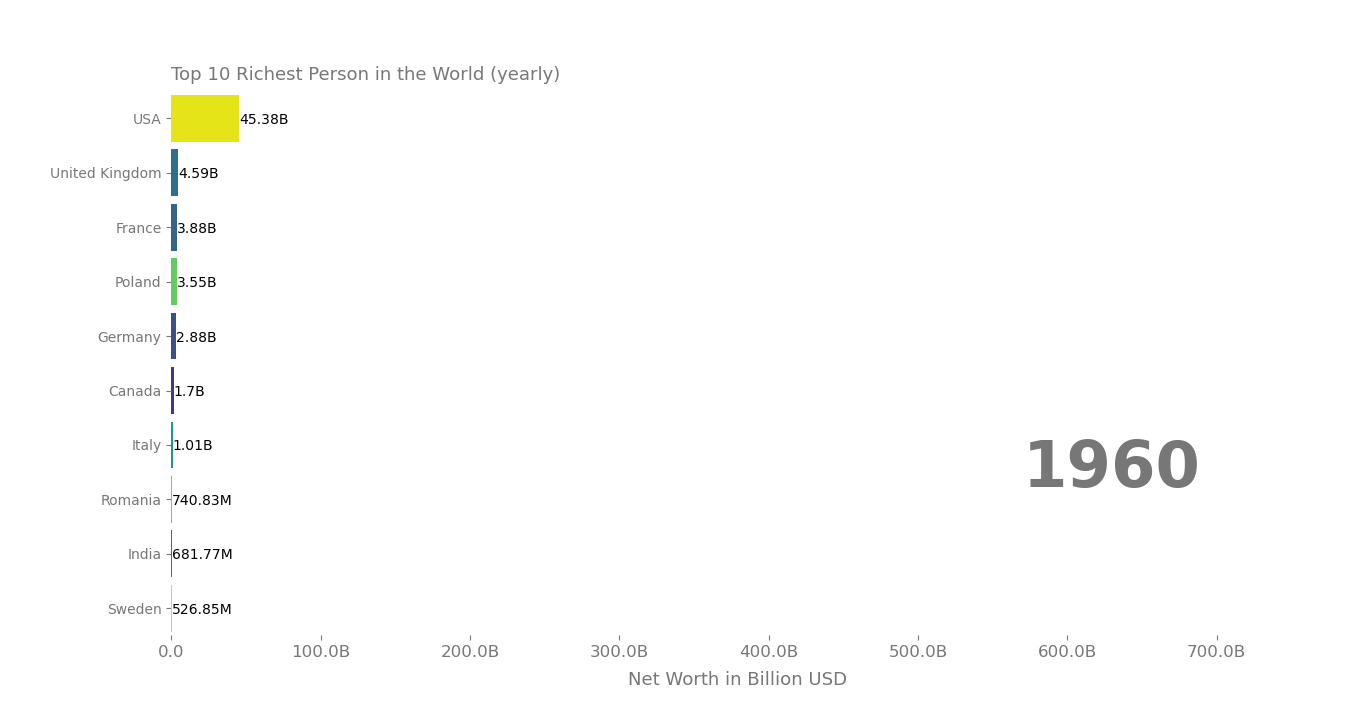 Top 10 Richest Person in the World (yearly)
USA 45.38B
United Kingdom 4.59B
France 3.88B
Poland 3.55B
Germany 2.88B
Canada 1.7B
Italy 1.01B
1960
Romania 740.83M
India 681.77M
Sweden 526.85M
0.0 100.0B 200.0B 300.0B 400.0B 500.0B 600.0B 700.0B
Net Worth in Billion USD